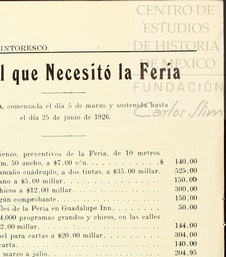 CENTRO DE
ESTUDIOS
DE HISTORIA
DE MEXICO
FUNDACIÓN
Carlos Slim
INTORESCO.
l que Necesitó la Feria
, comenzada el día 5 de marzo y sostenida hasta
el día 25 de junio de 1926.
ienzo, preventivos de la Feria, de 10 metros
m. 50 ancho, a $7.00 c/u. $ 140.00
amaño cuádruplo, a dos tintas, a $35.00 millar. 525.00
ano a $5.00 millar. 150.00
hicos a $12.00 millar. 300.00
gún comprobante. 150.00
les de la Feria en Guadalupe Inn. 50.00
4,000 programas grandes y chicos, en las calles
2.00 millar. 144.00
el para cartas a $20.00 millar. 304.00
carta. 140.00
marzo a julio. 204.95